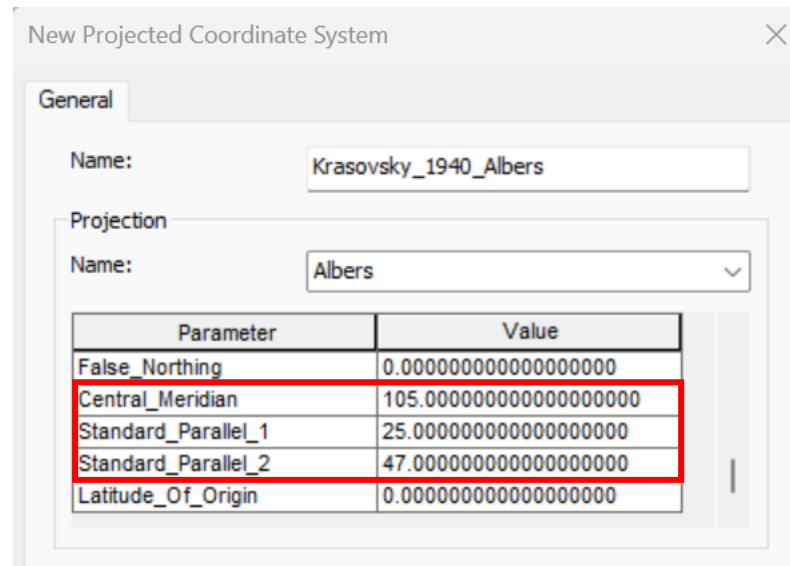 New Projected Coordinate System
General
Name: Krasovsky_1940_Albers
Projection
Name: Albers
Parameter Value
False_Northing 0.000000000000000000
Central_Meridian 105.000000000000000000
Standard_Parallel_1 25.000000000000000000
Standard_Parallel_2 47.000000000000000000
Latitude_Of_Origin 0.000000000000000000